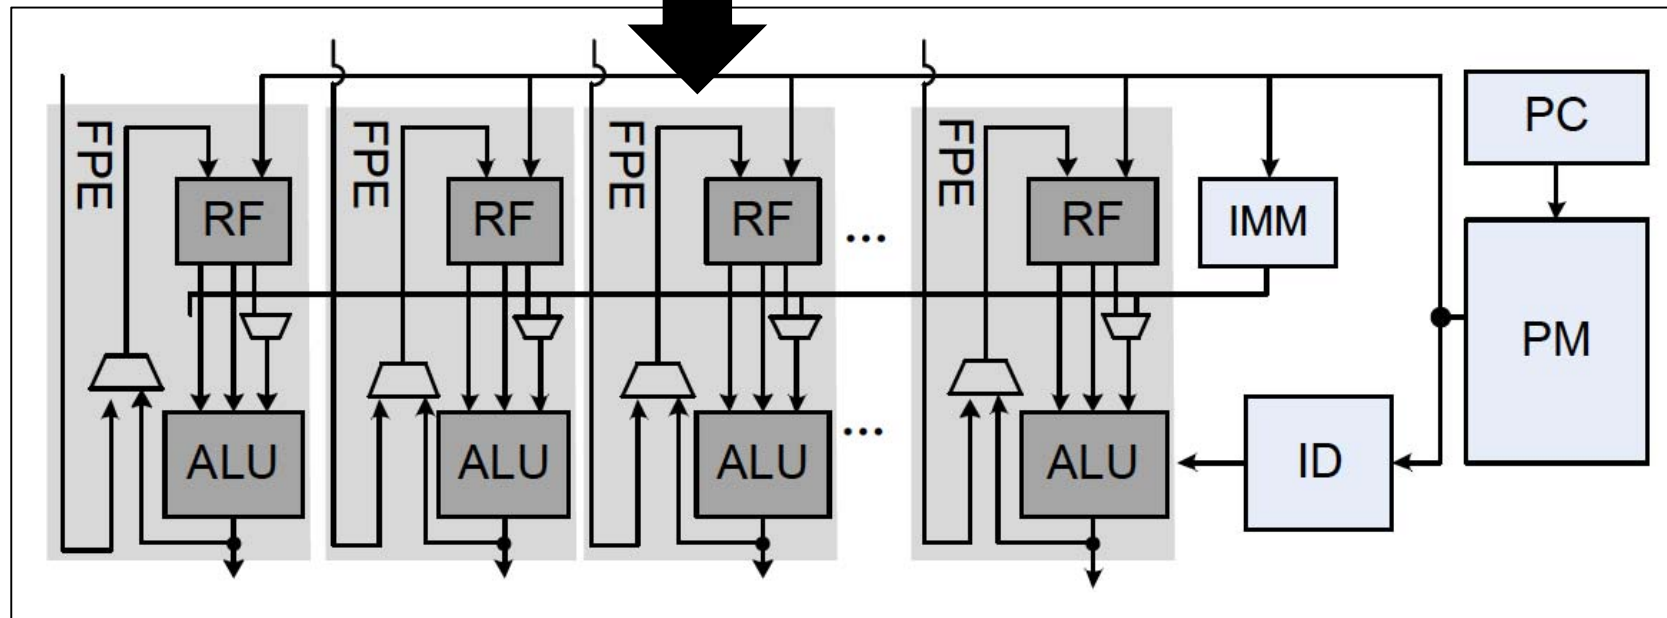 FPE
FPE
FPE
FPE
PC
RF
RF
RF
...
RF
IMM
PM
ALU
ALU
ALU
...
ALU
ID